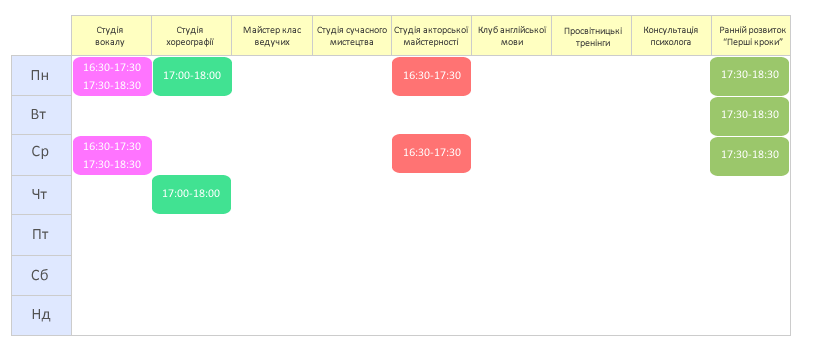 Студія
вокалу
Студія
хореографії
Майстер клас
ведучих
Студія сучасного
мистецтва
Студія акторської
майстерності
Клуб англійської
мови
Просвітницькі
тренінги
Консультація
психолога
Ранній розвиток
"Перші кроки"
Пн
16:30-17:30
17:30-18:30
17:00-18:00
16:30-17:30
17:30-18:30
Вт
17:30-18:30
Ср
16:30-17:30
17:30-18:30
16:30-17:30
17:30-18:30
Чт
17:00-18:00
Пт
Сб
Нд